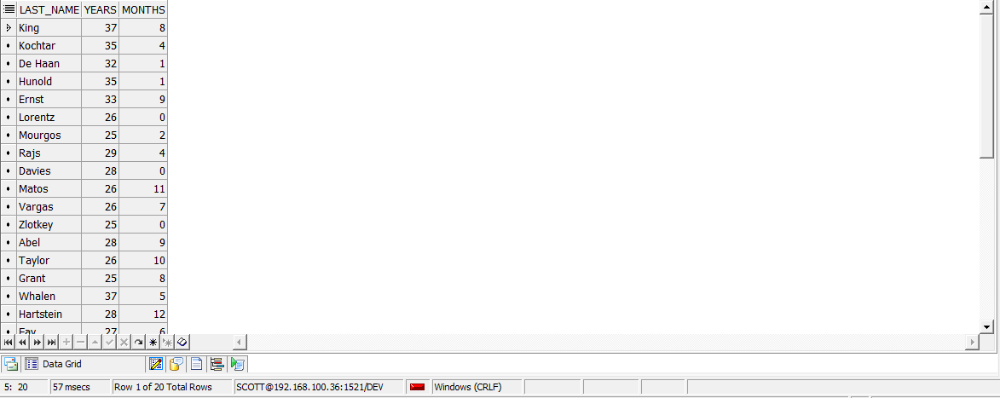 LAST_NAME YEARS MONTHS
King 37 8
Kochtar 35 4
De Haan 32 1
Hunold 35 1
Ernst 33 9
Lorentz 26 0
Mourgos 25 2
Rajs 29 4
Davies 28 0
Matos 26 11
Vargas 26 7
Zlotkey 25 0
Abel 28 9
Taylor 26 10
Grant 25 8
Whalen 37 5
Hartstein 28 12
Fay 27 6
Data Grid
5: 20 57 msecs Row 1 of 20 Total Rows SCOTT@192.168.100.36:1521/DEV Windows (CRLF)